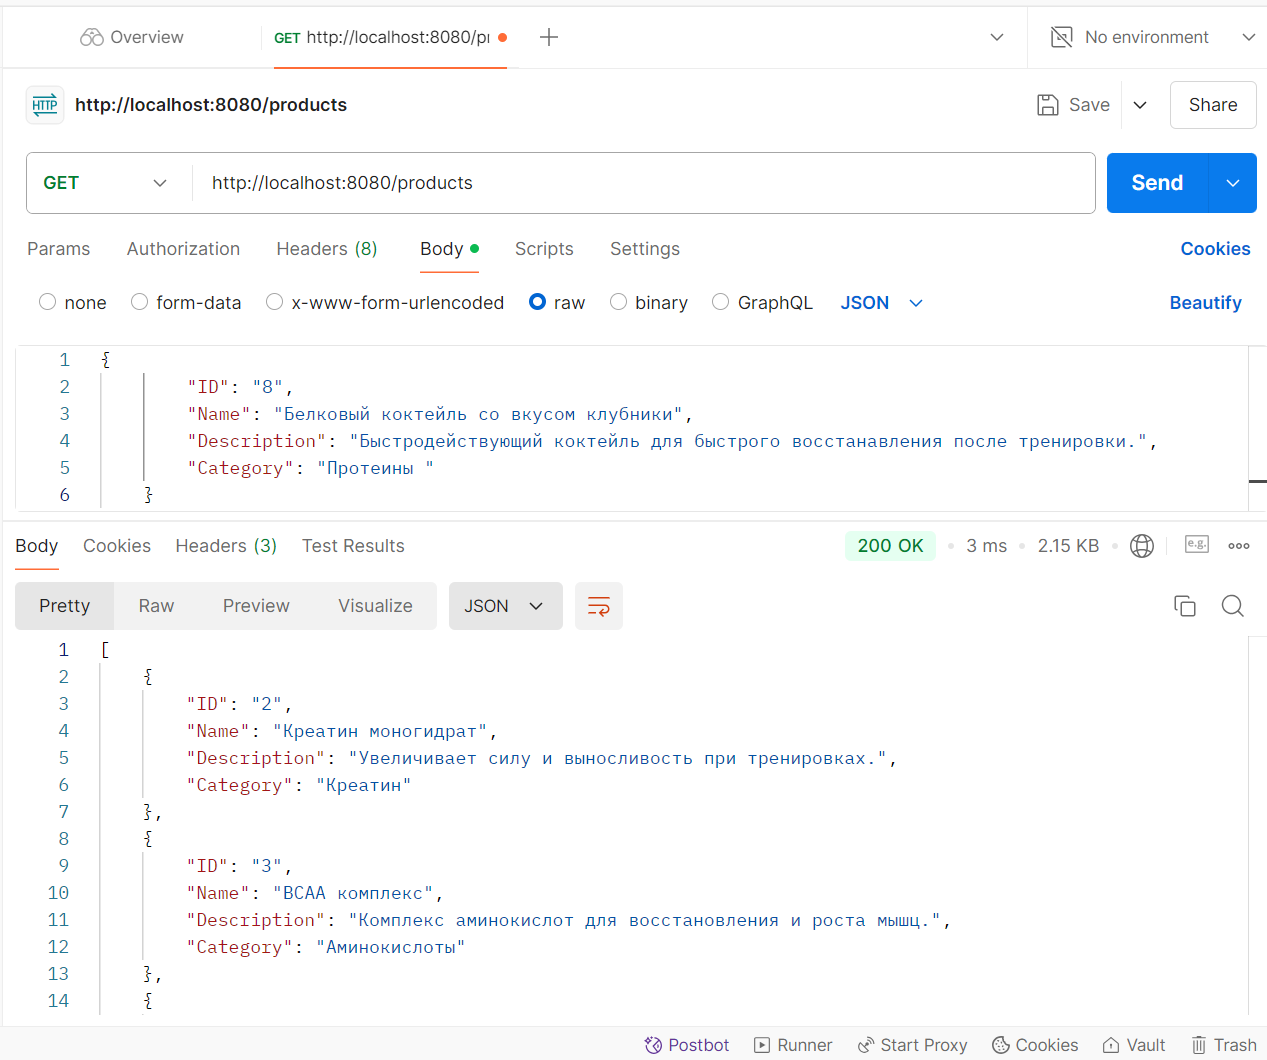 Overview
GET http://localhost:8080/pr
No environment
HTTP http://localhost:8080/products
Save
Share
GET
http://localhost:8080/products
Send
Params Authorization Headers (8) Body Scripts Settings Cookies
none form-data x-www-form-urlencoded raw binary GraphQL JSON Beautify
1 {
2 "ID": "8",
3 "Name": "Белковый коктейль со вкусом клубники",
4 "Description": "Быстродействующий коктейль для быстрого восстанавления после тренировки.",
5 "Category": "Протеины "
6 }
Body Cookies Headers (3) Test Results 200 OK 3 ms 2.15 KB e.g.
Pretty Raw Preview Visualize JSON
1 [
2 {
3 "ID": "2",
4 "Name": "Креатин моногидрат",
5 "Description": "Увеличивает силу и выносливость при тренировках.",
6 "Category": "Креатин"
7 },
8 {
9 "ID": "3",
10 "Name": "BCAA комплекс",
11 "Description": "Комплекс аминокислот для восстановления и роста мышц.",
12 "Category": "Аминокислоты"
13 },
14 {
Postbot Runner Start Proxy Cookies Vault Trash